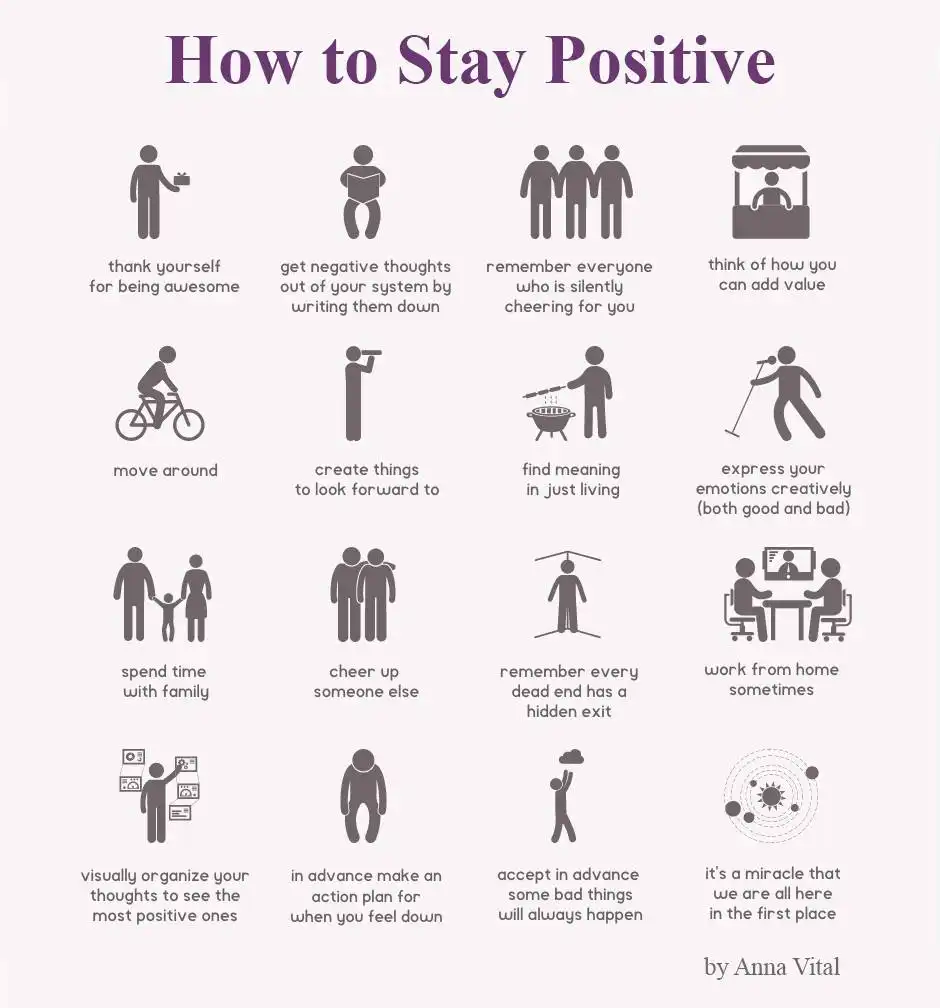 How to Stay Positive
thank yourself
for being awesome
get negative thoughts
out of your system by
writing them down
remember everyone
who is silently
cheering for you
think of how you
can add value
move around
create things
to look forward to
find meaning
in just living
express your
emotions creatively
(both good and bad)
spend time
with family
cheer up
someone else
remember every
dead end has a
hidden exit
work from home
sometimes
visually organize your
thoughts to see the
most positive ones
in advance make an
action plan for
when you feel down
accept in advance
some bad things
will always happen
it's a miracle that
we are all here
in the first place
by Anna Vital